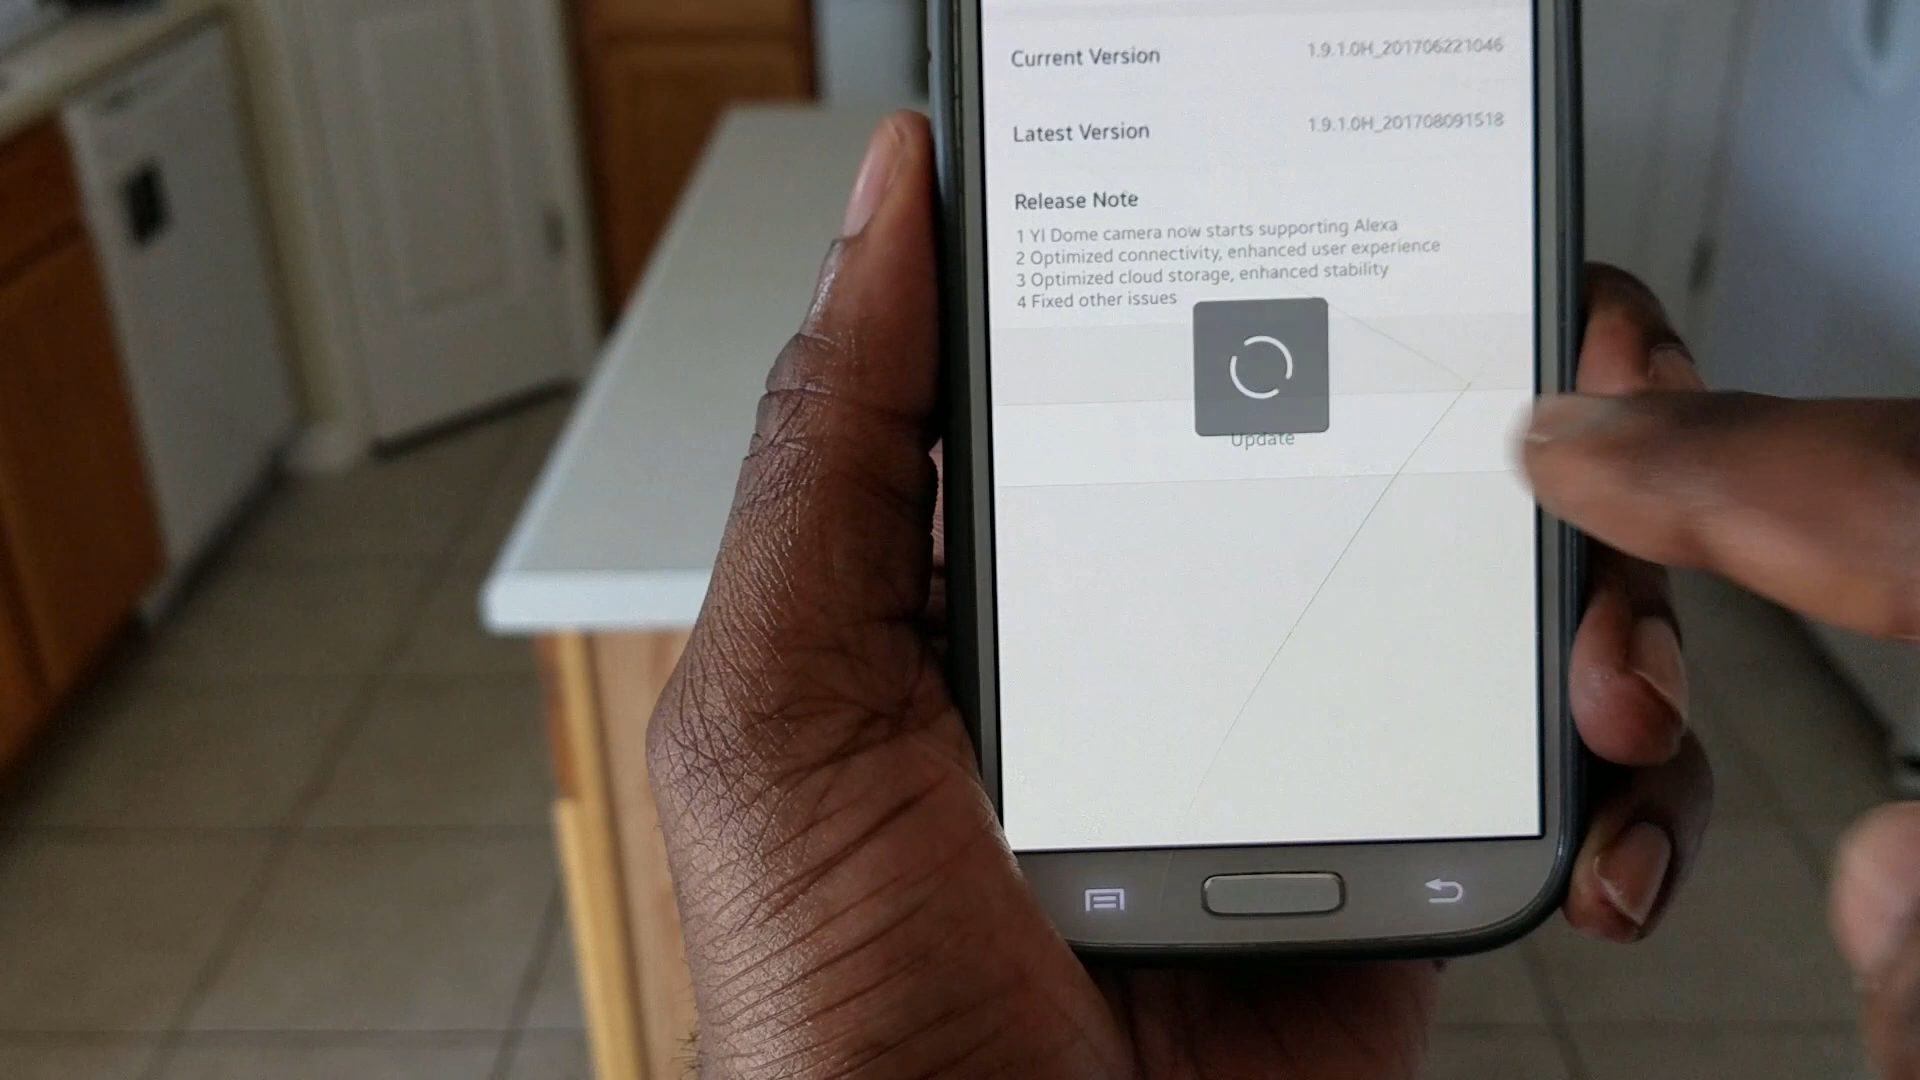 Current Version 1.9.1.0H_201706221046
Latest Version 1.9.1.0H_201708091518
Release Note
1 YI Dome camera now starts supporting Alexa
2 Optimized connectivity, enhanced user experience
3 Optimized cloud storage, enhanced stability
4 Fixed other issues
Update